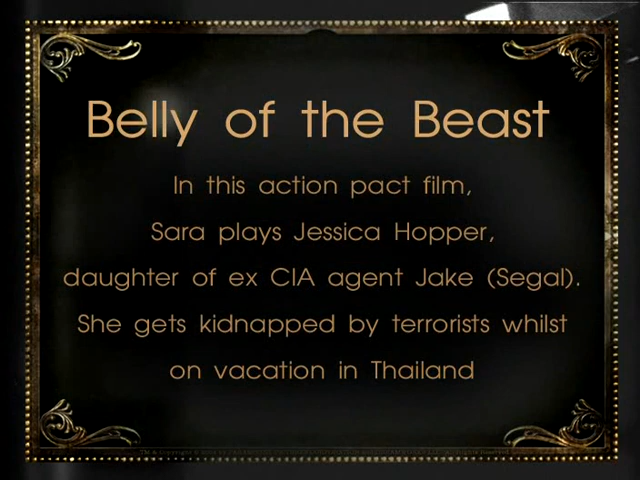 Belly of the Beast
In this action pact film,
Sara plays Jessica Hopper,
daughter of ex CIA agent Jake (Segal).
She gets kidnapped by terrorists whilst
on vacation in Thailand